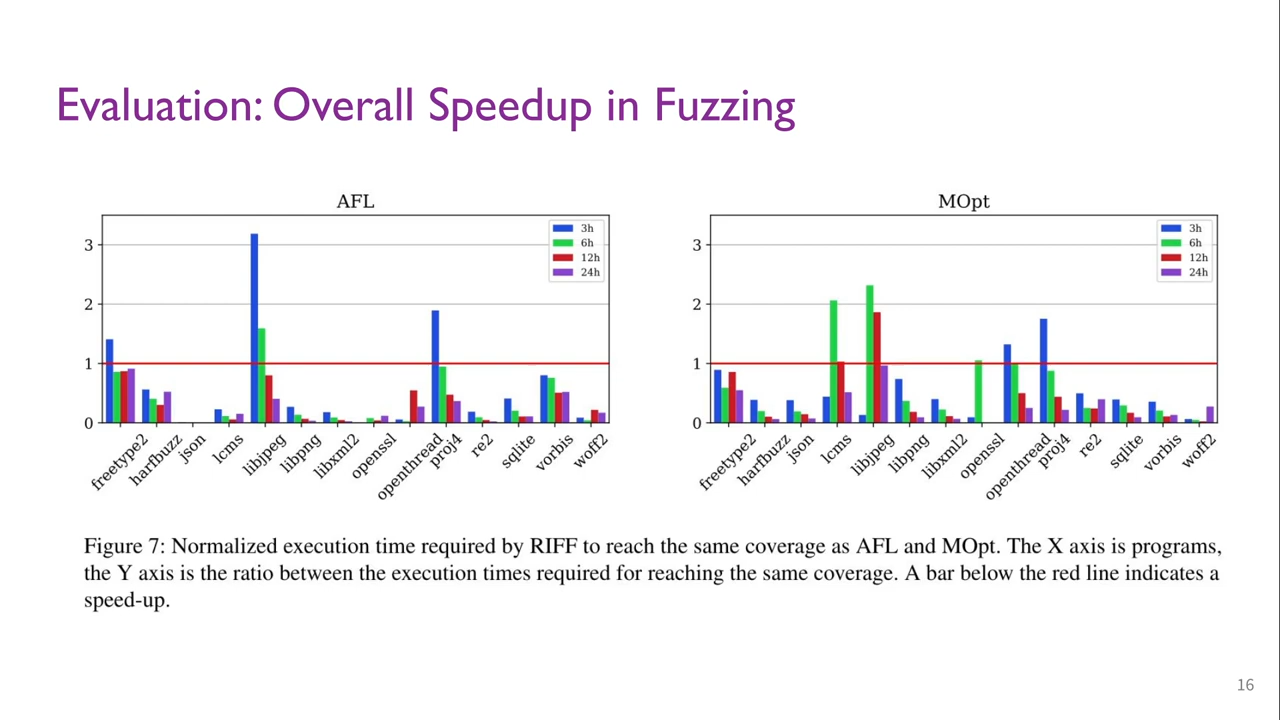 Evaluation: Overall Speedup in Fuzzing
AFL
3
2
1
0
3h
6h
12h
24h
freetype2
harfbuzz
json
lcms
libjpeg
libpng
libxml2
openssl
openthread
proj4
re2
sqlite
vorbis
woff2
MOpt
3
2
1
0
3h
6h
12h
24h
freetype2
harfbuzz
json
lcms
libjpeg
libpng
libxml2
openssl
openthread
proj4
re2
sqlite
vorbis
woff2
Figure 7: Normalized execution time required by RIFF to reach the same coverage as AFL and MOpt. The X axis is programs,
the Y axis is the ratio between the execution times required for reaching the same coverage. A bar below the red line indicates a
speed-up.
16